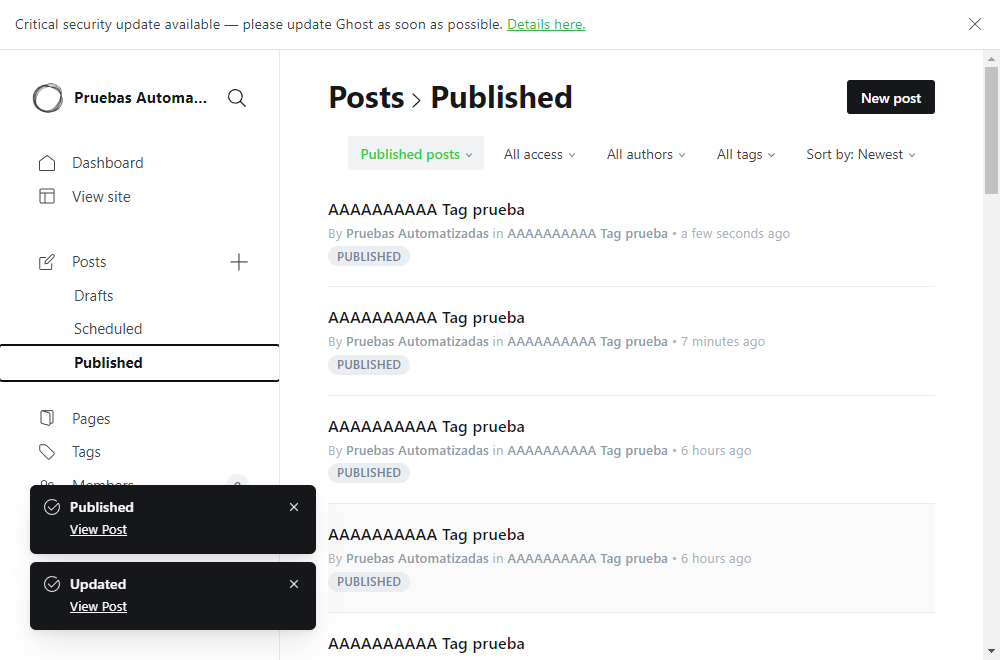 Critical security update available — please update Ghost as soon as possible. Details here.
Pruebas Automa...
Dashboard
View site
Posts
Drafts
Scheduled
Published
Pages
Tags
Members
Published
View Post
Updated
View Post
Posts › Published
New post
Published posts
All access
All authors
All tags
Sort by: Newest
AAAAAAAAAA Tag prueba
By Pruebas Automatizadas in AAAAAAAAAA Tag prueba • a few seconds ago
PUBLISHED
AAAAAAAAAA Tag prueba
By Pruebas Automatizadas in AAAAAAAAAA Tag prueba • 7 minutes ago
PUBLISHED
AAAAAAAAAA Tag prueba
By Pruebas Automatizadas in AAAAAAAAAA Tag prueba • 6 hours ago
PUBLISHED
AAAAAAAAAA Tag prueba
By Pruebas Automatizadas in AAAAAAAAAA Tag prueba • 6 hours ago
PUBLISHED
AAAAAAAAAA Tag prueba